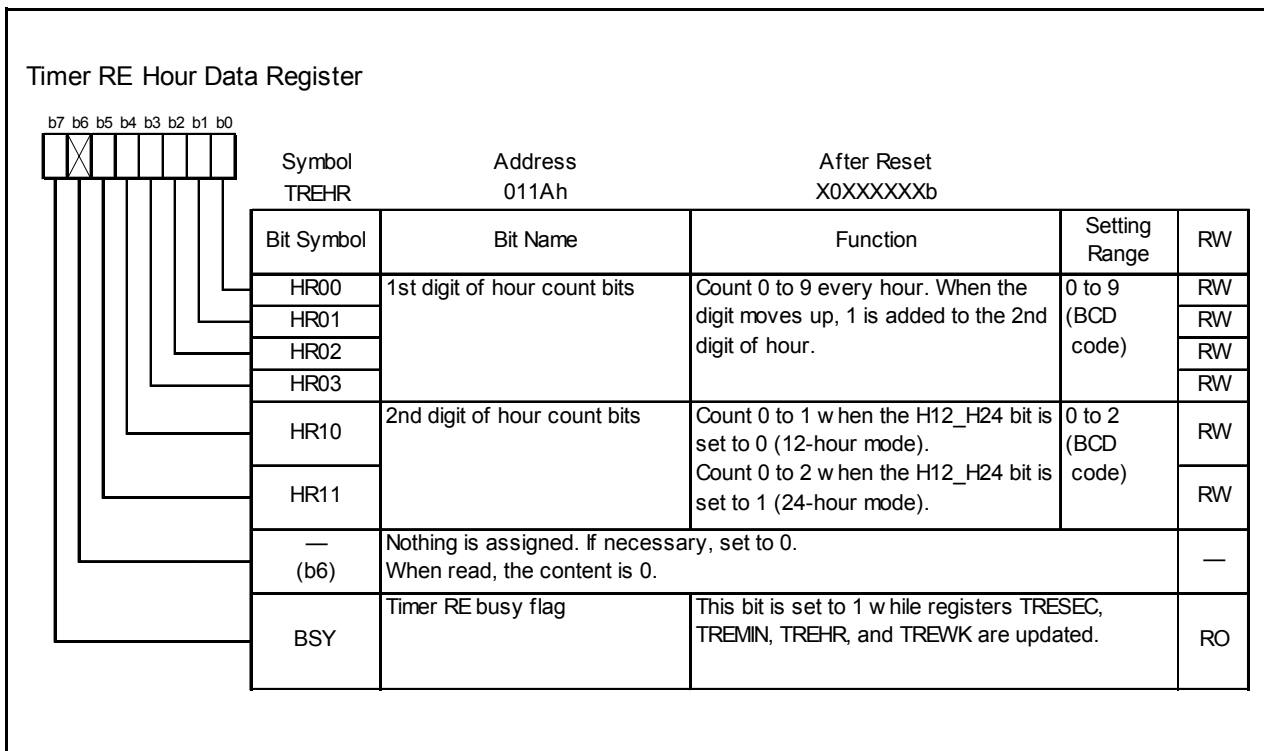 Timer RE Hour Data Register
b7 b6 b5 b4 b3 b2 b1 b0
Symbol Address After Reset
TREHR 011Ah X0XXXXXXb
Bit Symbol Bit Name Function Setting Range RW
HR00 1st digit of hour count bits Count 0 to 9 every hour. When the 0 to 9 RW
HR01 digit moves up, 1 is added to the 2nd (BCD RW
HR02 digit of hour. code) RW
HR03 RW
HR10 2nd digit of hour count bits Count 0 to 1 w hen the H12_H24 bit is 0 to 2 RW
set to 0 (12-hour mode). (BCD
HR11 Count 0 to 2 w hen the H12_H24 bit is code) RW
set to 1 (24-hour mode).
— Nothing is assigned. If necessary, set to 0. —
(b6) When read, the content is 0.
BSY Timer RE busy flag This bit is set to 1 w hile registers TRESEC, RO
TREMIN, TREHR, and TREWK are updated.